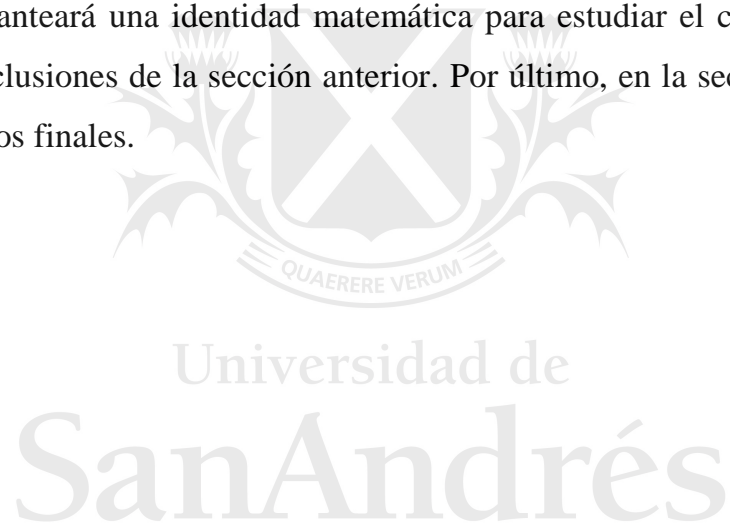 anteará una identidad matemática para estudiar el c
clusiones de la sección anterior. Por último, en la sec
os finales.
QUAERERE VERUM
Universidad de
SanAndrés